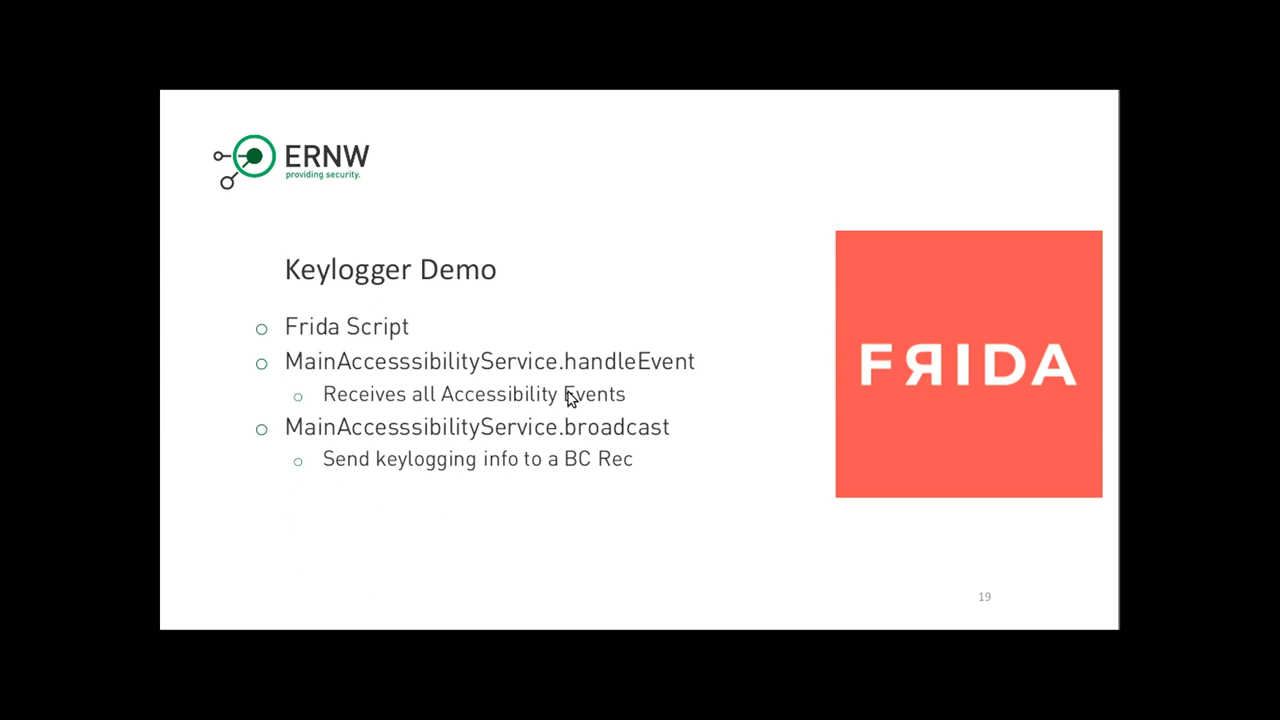 ERNW
providing security.
Keylogger Demo
Frida Script
MainAccesssibilityService.handleEvent
Receives all Accessibility Events
MainAccesssibilityService.broadcast
Send keylogging info to a BC Rec
FRIDA
19